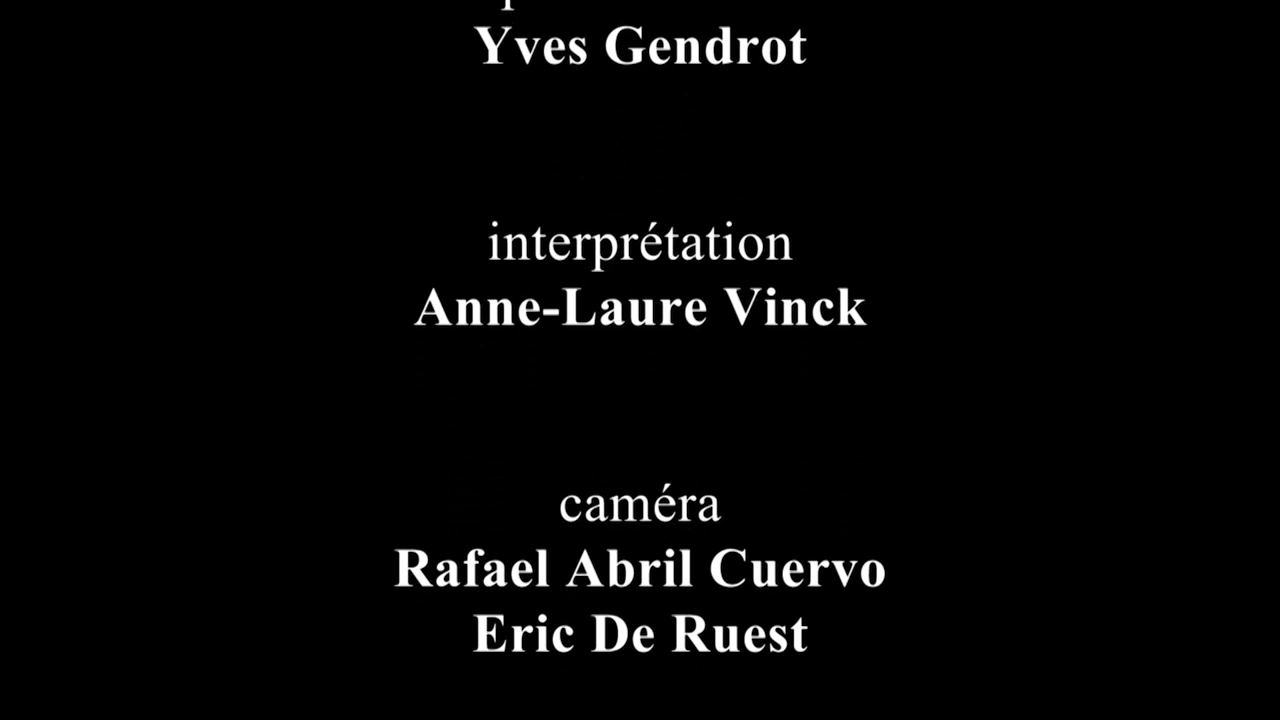 Yves Gendrot
interprétation
Anne-Laure Vinck
caméra
Rafael Abril Cuervo
Eric De Ruest